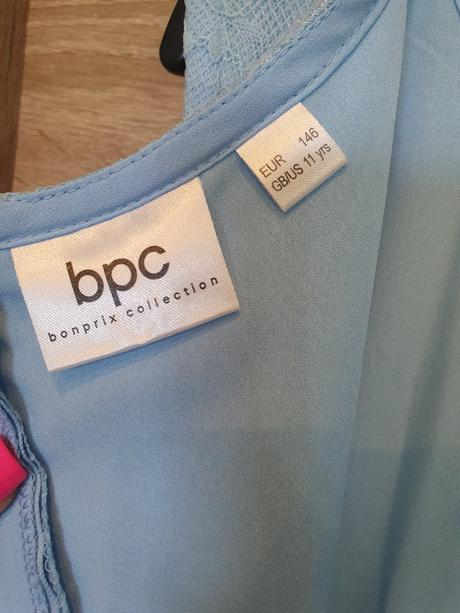 bpc
bonprix collection
EUR 146
GB/US 11 yrs